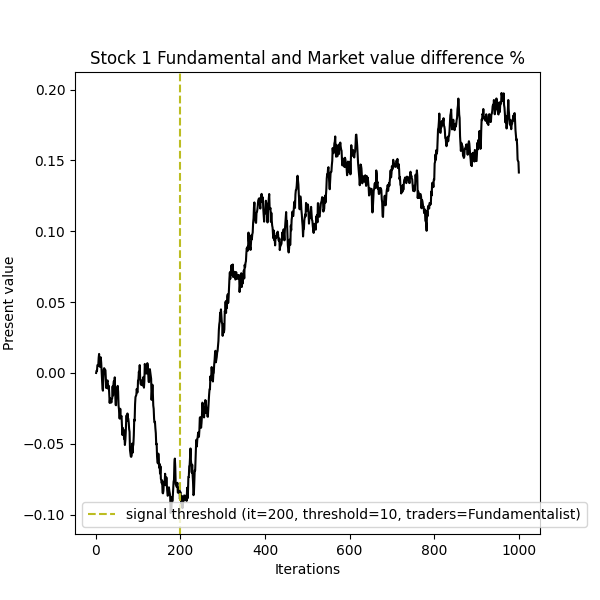 Stock 1 Fundamental and Market value difference %
0.20
0.15
0.10
0.05
0.00
−0.05
−0.10
Present value
signal threshold (it=200, threshold=10, traders=Fundamentalist)
0 200 400 600 800 1000
Iterations